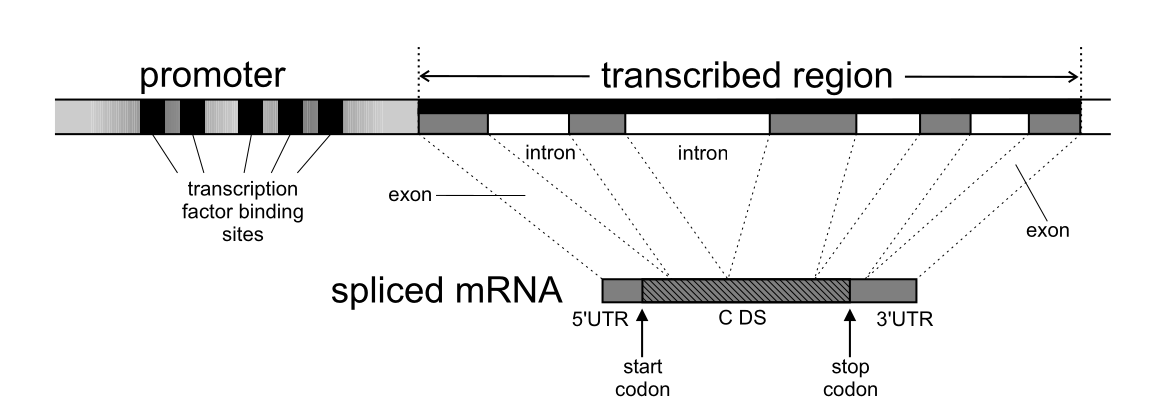 promoter
transcribed region
intron
intron
transcription
factor binding
sites
exon
exon
spliced mRNA
5'UTR
C DS
3'UTR
start
codon
stop
codon